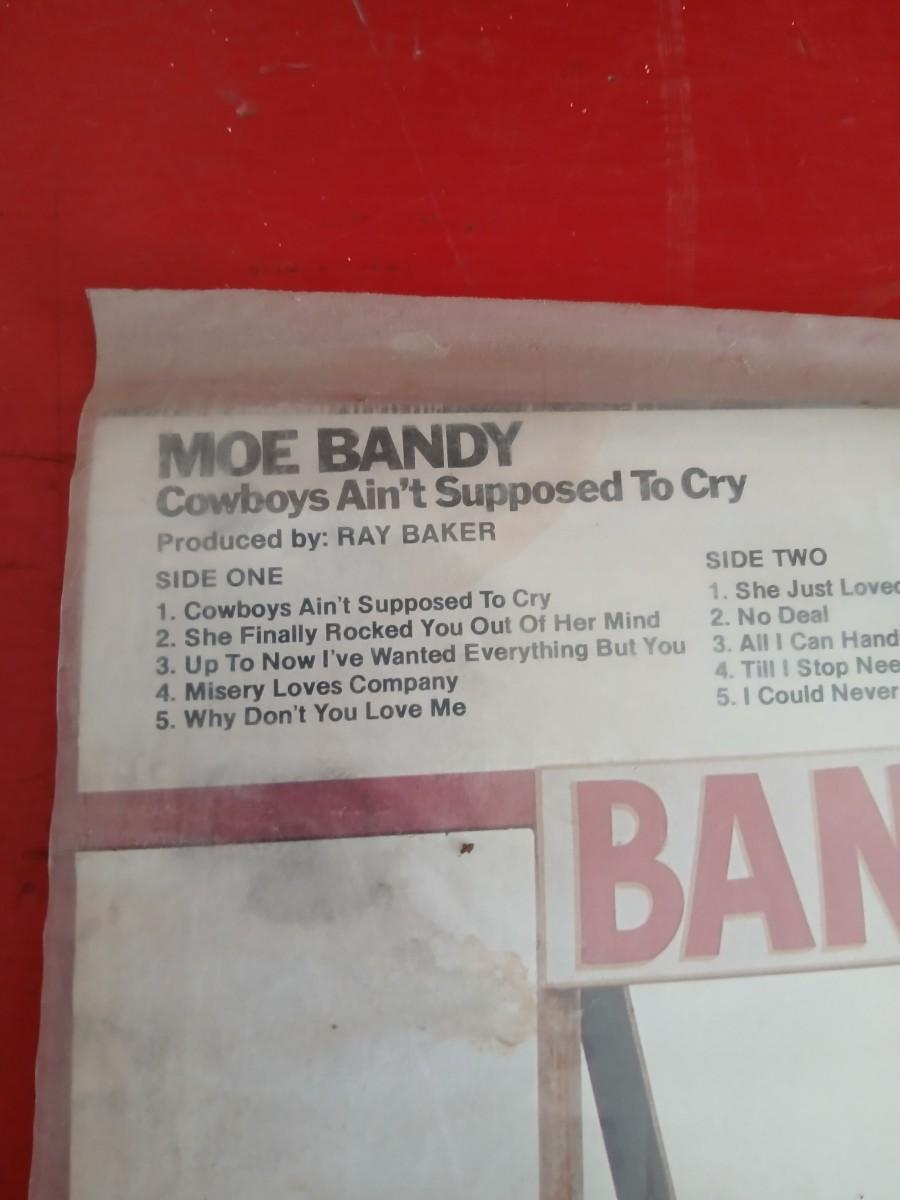 MOE BANDY
Cowboys Ain't Supposed To Cry
Produced by: RAY BAKER
SIDE ONE
1. Cowboys Ain't Supposed To Cry
2. She Finally Rocked You Out Of Her Mind
3. Up To Now I've Wanted Everything But You
4. Misery Loves Company
5. Why Don't You Love Me
SIDE TWO
1. She Just Loved
2. No Deal
3. All I Can Hand
4. Till I Stop Nee
5. I Could Never
BAN